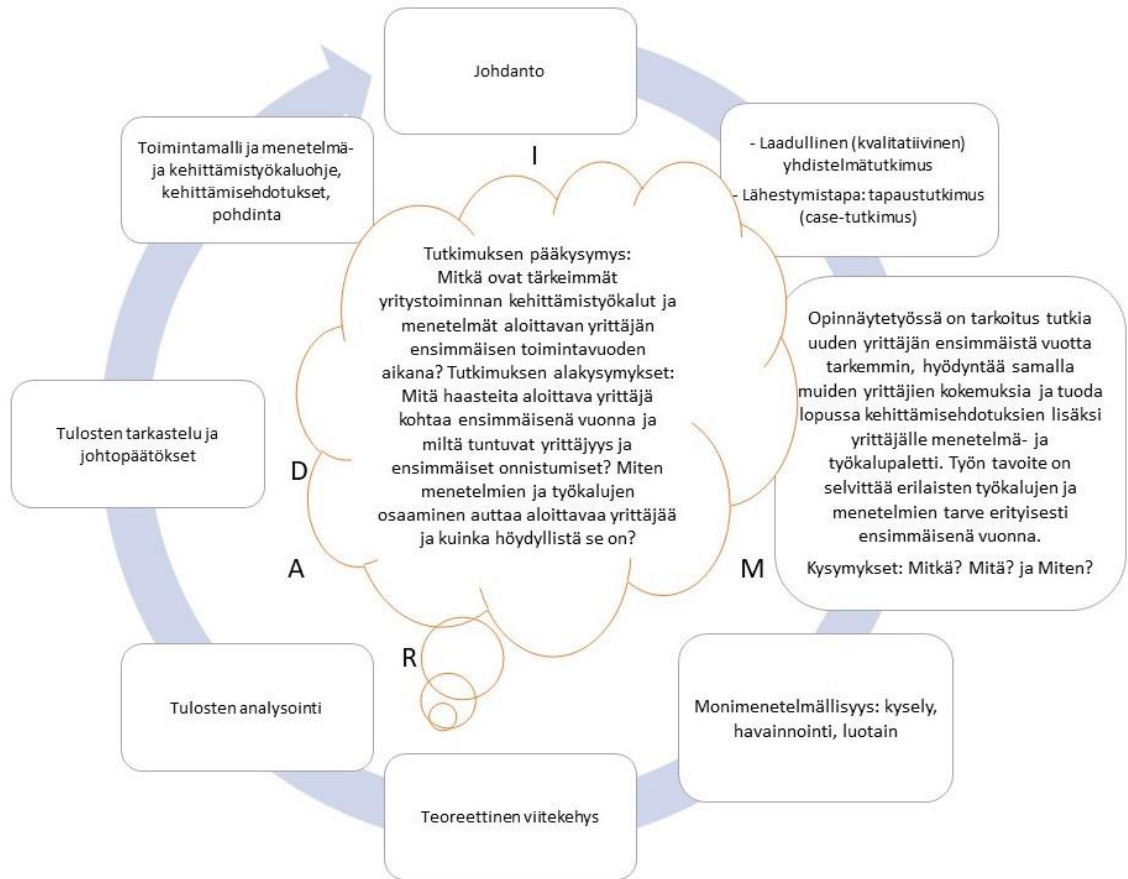 Johdanto
- Laadullinen (kvalitatiivinen)
yhdistelmätutkimus
- Lähestymistapa: tapaustutkimus
(case-tutkimus)
Opinnäytetyössä on tarkoitus tutkia
uuden yrittäjän ensimmäistä vuotta
tarkemmin, hyödyntää samalla
muiden yrittäjien kokemuksia ja tuoda
lopussa kehittämisehdotuksien lisäksi
yrittäjälle menetelmä- ja
työkalupaletti. Työn tavoite on
selvittää erilaisten työkalujen ja
menetelmien tarve erityisesti
ensimmäisenä vuonna.
Kysymykset: Mitkä? Mitä? ja Miten?
Monimenetelmällisyys: kysely,
havainnointi, luotain
Teoreettinen viitekehys
Tulosten analysointi
Tulosten tarkastelu ja
johtopäätökset
Toimintamalli ja menetelmä-
ja kehittämistyökaluohje,
kehittämisehdotukset,
pohdinta
I
M
R
A
D
Tutkimuksen pääkysymys:
Mitkä ovat tärkeimmät
yritystoiminnan kehittämistyökalut ja
menetelmät aloittavan yrittäjän
ensimmäisen toimintavuoden
aikana? Tutkimuksen alakysymykset:
Mitä haasteita aloittava yrittäjä
kohtaa ensimmäisenä vuonna ja
miltä tuntuvat yrittäjyys ja
ensimmäiset onnistumiset? Miten
menetelmien ja työkalujen
osaaminen auttaa aloittavaa yrittäjää
ja kuinka höydyllistä se on?